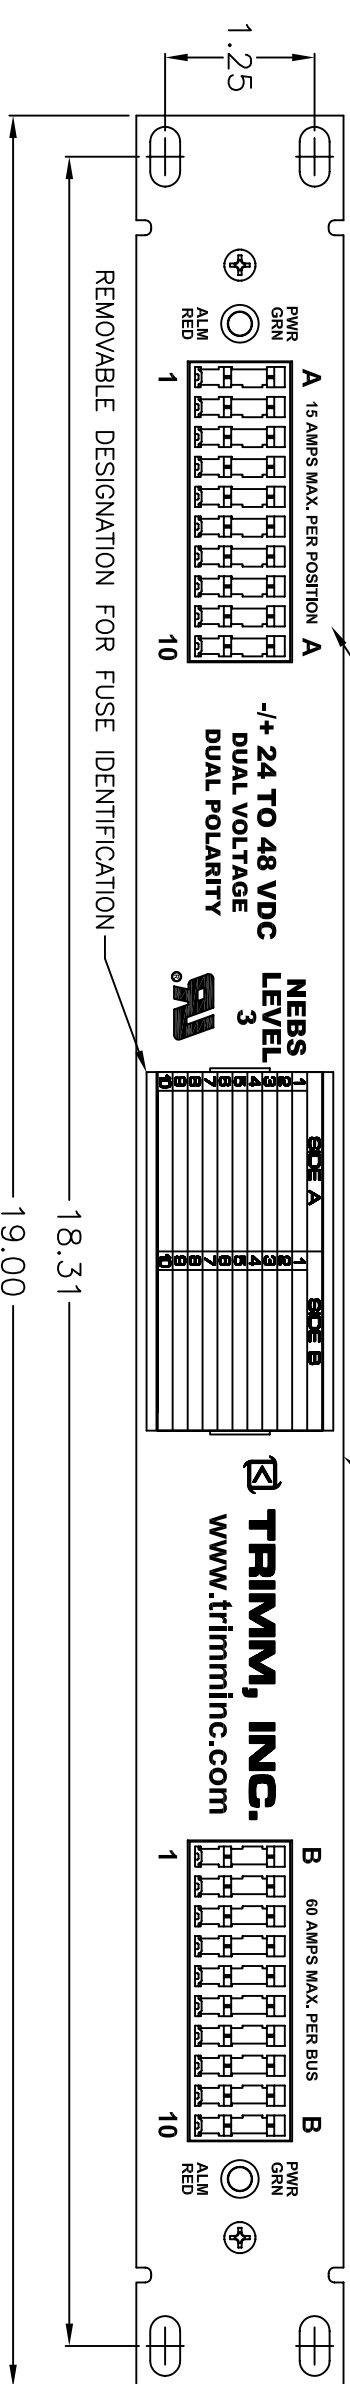 1.25
PWR
GRN
ALM
RED
A 15 AMPS MAX. PER POSITION A
1 10
-/+ 24 TO 48 VDC
DUAL VOLTAGE
DUAL POLARITY
NEBS
LEVEL
3
SIDE A
1
2
3
4
5
6
7
8
9
10
SIDE B
1
2
3
4
5
6
7
8
9
10
TRIMM, INC.
www.trimminc.com
B 60 AMPS MAX. PER BUS B
1 10
PWR
GRN
ALM
RED
REMOVABLE DESIGNATION FOR FUSE IDENTIFICATION
18.31
19.00